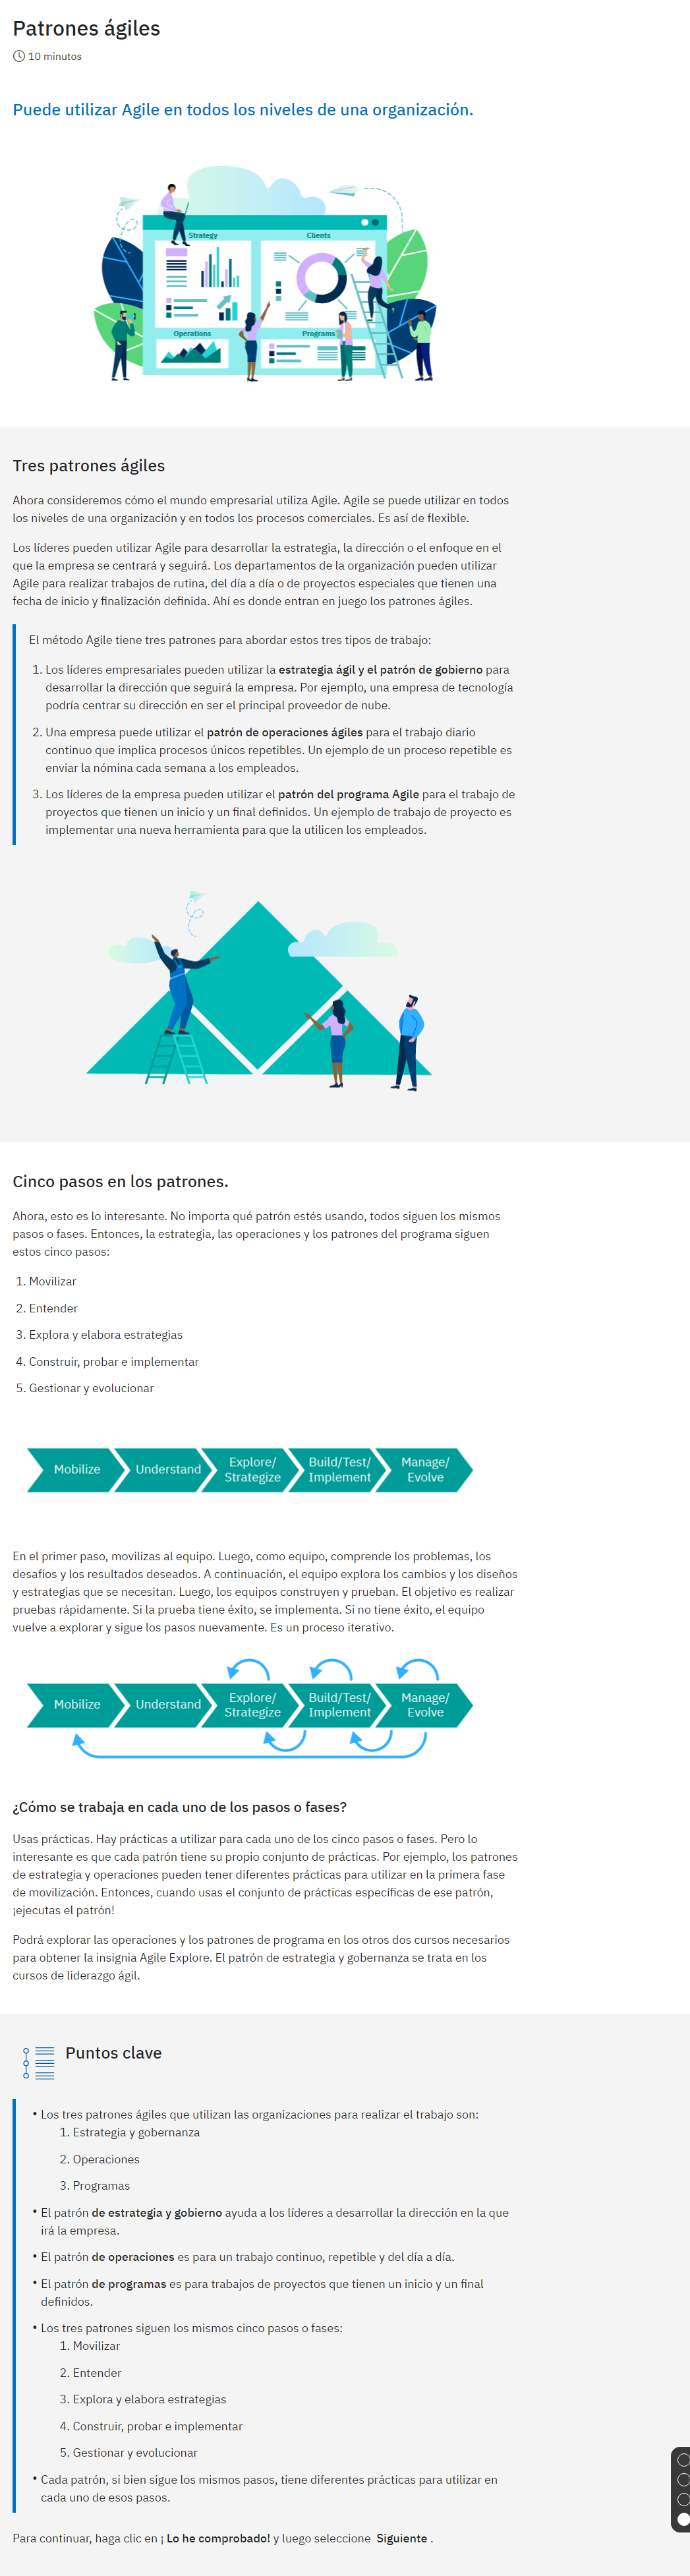 Patrones ágiles
10 minutos
Puede utilizar Agile en todos los niveles de una organización.
Strategy
Clients
Operations
Programs
Tres patrones ágiles
Ahora consideremos cómo el mundo empresarial utiliza Agile. Agile se puede utilizar en todos
los niveles de una organización y en todos los procesos comerciales. Es así de flexible.
Los líderes pueden utilizar Agile para desarrollar la estrategia, la dirección o el enfoque en el
que la empresa se centrará y seguirá. Los departamentos de la organización pueden utilizar
Agile para realizar trabajos de rutina, del día a día o de proyectos especiales que tienen una
fecha de inicio y finalización definida. Ahí es donde entran en juego los patrones ágiles.
El método Agile tiene tres patrones para abordar estos tres tipos de trabajo:
1. Los líderes empresariales pueden utilizar la estrategia ágil y el patrón de gobierno para
desarrollar la dirección que seguirá la empresa. Por ejemplo, una empresa de tecnología
podría centrar su dirección en ser el principal proveedor de nube.
2. Una empresa puede utilizar el patrón de operaciones ágiles para el trabajo diario
continuo que implica procesos únicos repetibles. Un ejemplo de un proceso repetible es
enviar la nómina cada semana a los empleados.
3. Los líderes de la empresa pueden utilizar el patrón del programa Agile para el trabajo de
proyectos que tienen un inicio y un final definidos. Un ejemplo de trabajo de proyecto es
implementar una nueva herramienta para que la utilicen los empleados.
Cinco pasos en los patrones.
Ahora, esto es lo interesante. No importa qué patrón estés usando, todos siguen los mismos
pasos o fases. Entonces, la estrategia, las operaciones y los patrones del programa siguen
estos cinco pasos:
1. Movilizar
2. Entender
3. Explora y elabora estrategias
4. Construir, probar e implementar
5. Gestionar y evolucionar
Mobilize
Understand
Explore/
Strategize
Build/Test/
Implement
Manage/
Evolve
En el primer paso, movilizas al equipo. Luego, como equipo, comprende los problemas, los
desafíos y los resultados deseados. A continuación, el equipo explora los cambios y los diseños
y estrategias que se necesitan. Luego, los equipos construyen y prueban. El objetivo es realizar
pruebas rápidamente. Si la prueba tiene éxito, se implementa. Si no tiene éxito, el equipo
vuelve a explorar y sigue los pasos nuevamente. Es un proceso iterativo.
Mobilize
Understand
Explore/
Strategize
Build/Test/
Implement
Manage/
Evolve
¿Cómo se trabaja en cada uno de los pasos o fases?
Usas prácticas. Hay prácticas a utilizar para cada uno de los cinco pasos o fases. Pero lo
interesante es que cada patrón tiene su propio conjunto de prácticas. Por ejemplo, los patrones
de estrategia y operaciones pueden tener diferentes prácticas para utilizar en la primera fase
de movilización. Entonces, cuando usas el conjunto de prácticas específicas de ese patrón,
¡ejecutas el patrón!
Podrá explorar las operaciones y los patrones de programa en los otros dos cursos necesarios
para obtener la insignia Agile Explore. El patrón de estrategia y gobernanza se trata en los
cursos de liderazgo ágil.
Puntos clave
• Los tres patrones ágiles que utilizan las organizaciones para realizar el trabajo son:
1. Estrategia y gobernanza
2. Operaciones
3. Programas
• El patrón de estrategia y gobierno ayuda a los líderes a desarrollar la dirección en la que
irá la empresa.
• El patrón de operaciones es para un trabajo continuo, repetible y del día a día.
• El patrón de programas es para trabajos de proyectos que tienen un inicio y un final
definidos.
• Los tres patrones siguen los mismos cinco pasos o fases:
1. Movilizar
2. Entender
3. Explora y elabora estrategias
4. Construir, probar e implementar
5. Gestionar y evolucionar
• Cada patrón, si bien sigue los mismos pasos, tiene diferentes prácticas para utilizar en
cada uno de esos pasos.
Para continuar, haga clic en ¡ Lo he comprobado! y luego seleccione Siguiente .